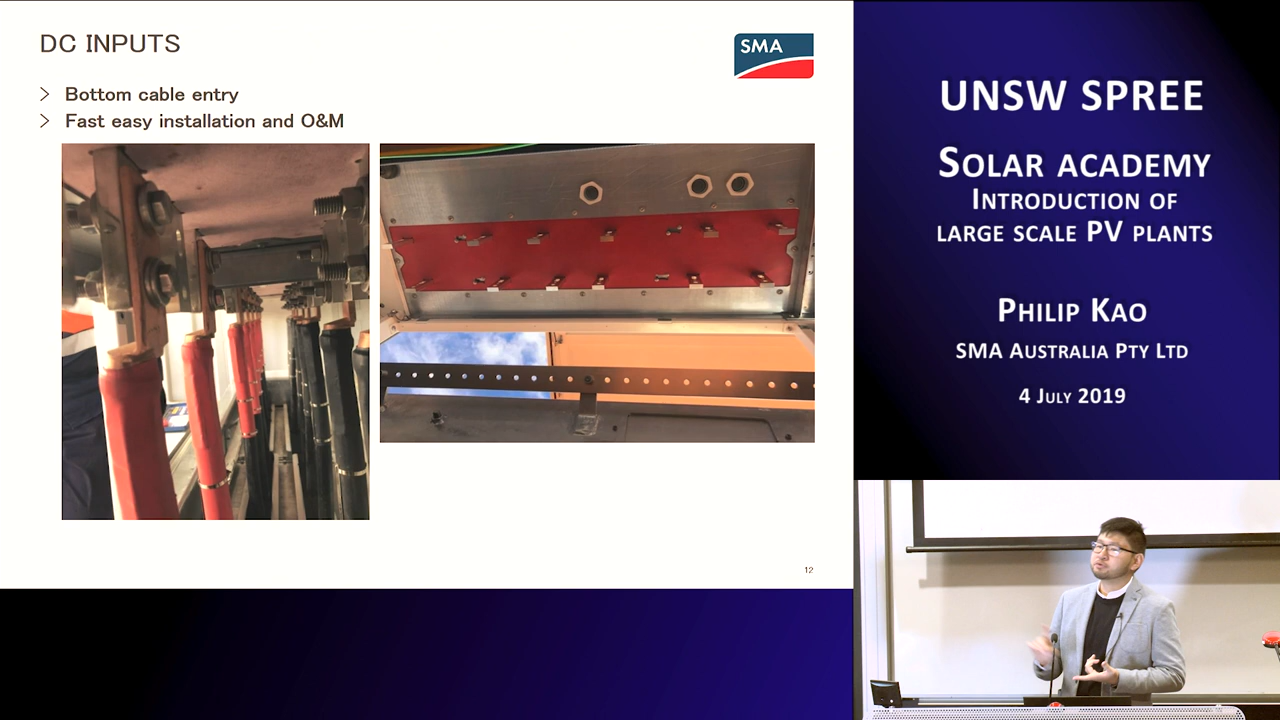 DC INPUTS
SMA
> Bottom cable entry
> Fast easy installation and O&M
12
UNSW SPREE
SOLAR ACADEMY
INTRODUCTION OF
LARGE SCALE PV PLANTS
PHILIP KAO
SMA AUSTRALIA PTY LTD
4 JULY 2019